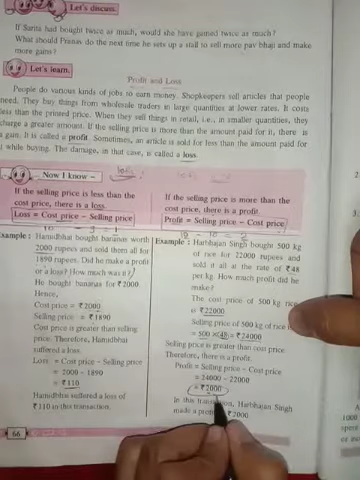 Let's discuss.
If Sarita had bought twice as much, would she have gained twice as much?
What should Pranav do the next time he sets up a stall to sell more pav bhaji and make
more gains?
Let's learn.
Profit and Loss
People do various kinds of jobs to earn money. Shopkeepers sell articles that people
need. They buy things from wholesale traders in large quantities at lower rates. It costs
less than the printed price. When they sell things in retail, i.e., in smaller quantities, they
charge a greater amount. If the selling price is more than the amount paid for it, there is
a gain. It is called a profit. Sometimes, an article is sold for less than the amount paid for
while buying. The damage, in that case, is called a loss.
Now I know -
If the selling price is less than the
cost price, there is a loss.
Loss = Cost price - Selling price
If the selling price is more than the
cost price, there is a profit.
Profit = Selling price - Cost price
10 - 9 = 1
Example : Hamidbhai bought bananas worth
2000 rupees and sold them all for
1890 rupees. Did he make a profit
or a loss? How much was it?
He bought bananas for ₹2000
Hence,
Cost price = ₹2000
Selling price = ₹1890
Cost price is greater than selling
price. Therefore, Hamidbhai
suffered a loss.
Loss = Cost price - Selling price
= 2000 - 1890
= ₹110
Hamidbhai suffered a loss of
₹110 in this transaction.
Example : Harbhajan Singh bought 500 kg
of rice for 22000 rupees and
sold it all at the rate of ₹48
per kg. How much profit did he
make?
The cost price of 500 kg rice
is ₹22000
Selling price of 500 kg of rice
= 500 × 48 = ₹24000
Selling price is greater than cost price.
Therefore, there is a profit.
Profit = Selling price - Cost price
= 24000 - 22000
= ₹2000
In this transaction, Harbhajan Singh
made a profit ₹2000.
66